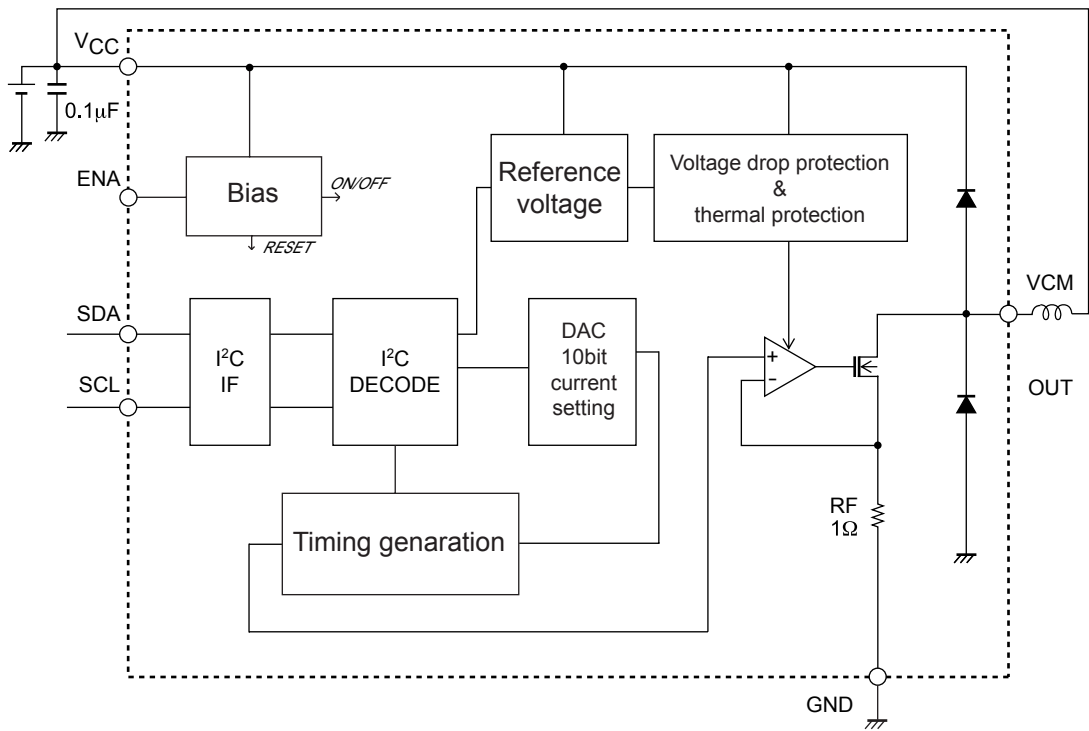 VCC
0.1µF
ENA
Bias
ON/OFF
RESET
Reference
voltage
Voltage drop protection
&
thermal protection
SDA
SCL
I²C
IF
I²C
DECODE
DAC
10bit
current
setting
+
−
VCM
OUT
Timing genaration
RF
1Ω
GND